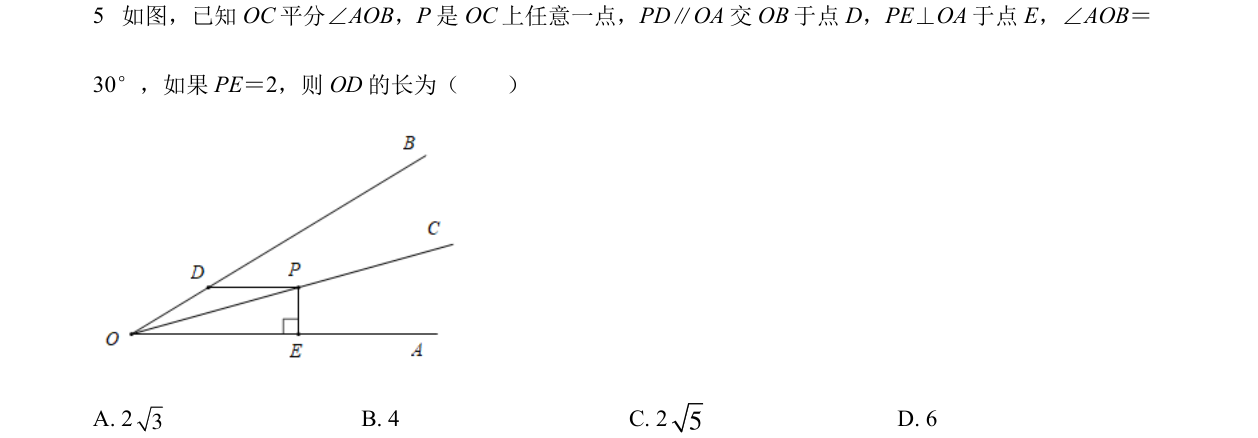 5 如图，已知 OC 平分∠AOB，P 是 OC 上任意一点，PD∥OA 交 OB 于点 D，PE⊥OA 于点 E，∠AOB＝
30°，如果 PE＝2，则 OD 的长为（  ）
B
C
D P
O
E A
A. 2√3 B. 4 C. 2√5 D. 6